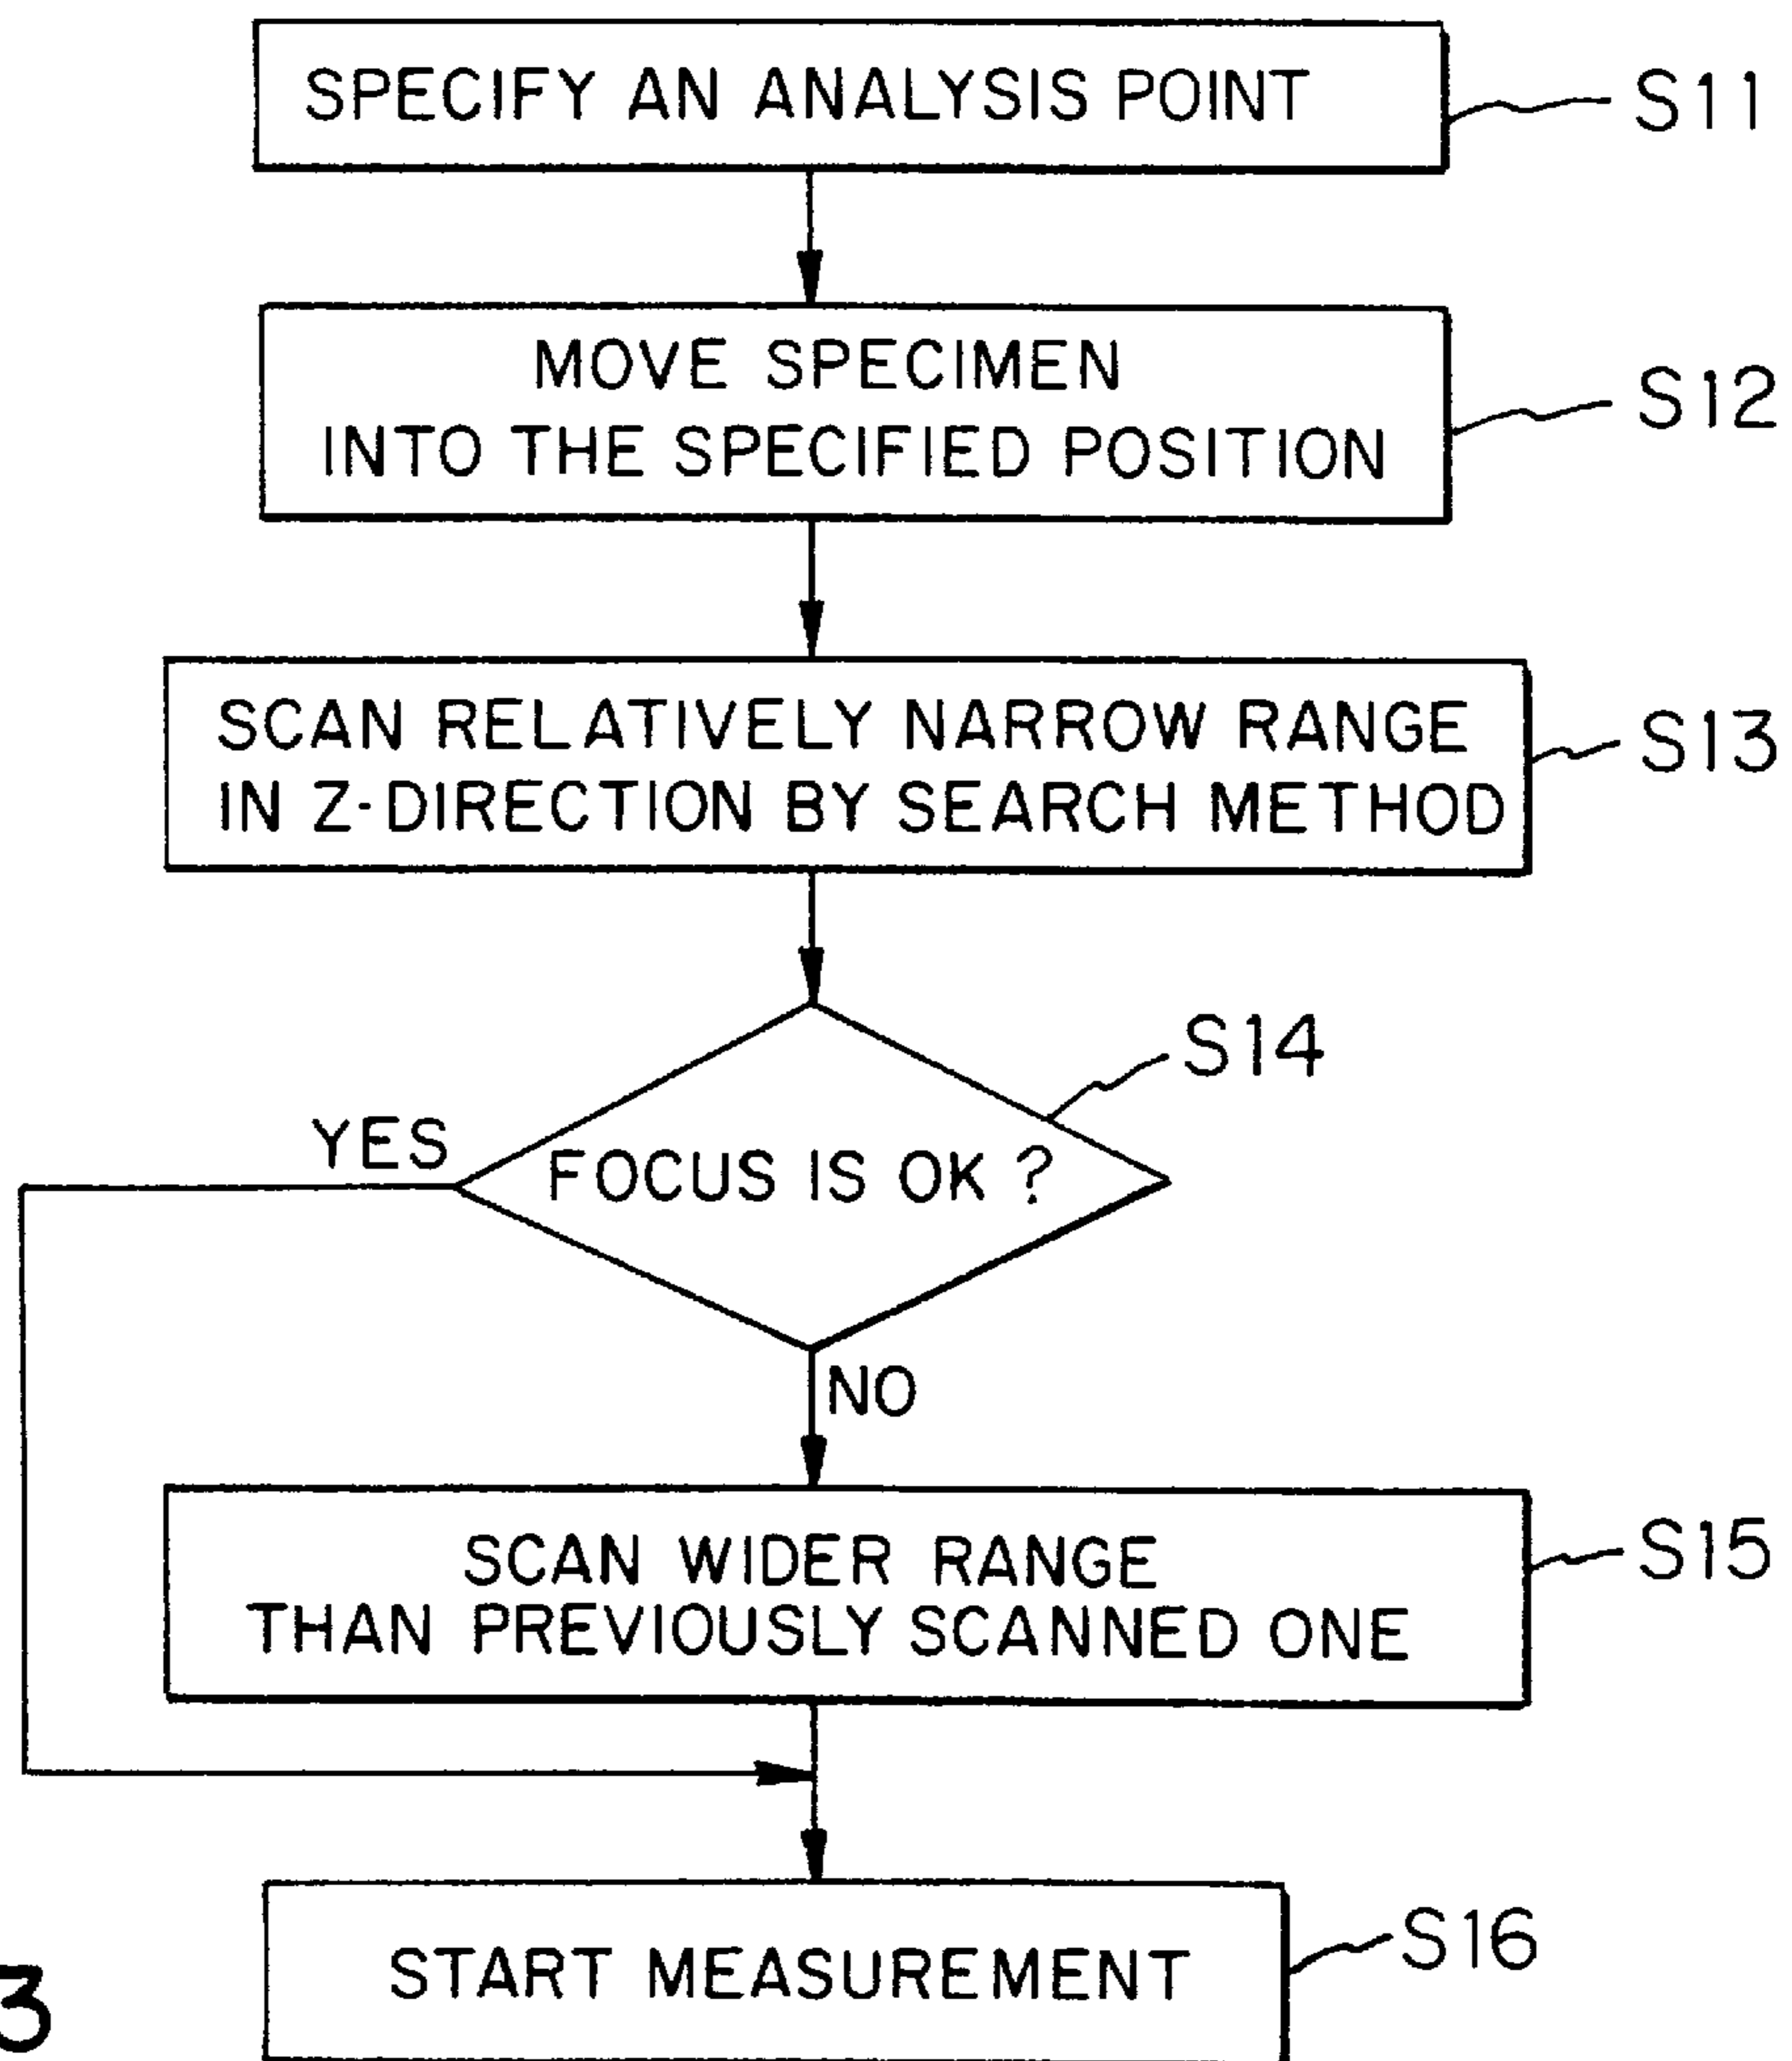 SPECIFY AN ANALYSIS POINT
S11
MOVE SPECIMEN
INTO THE SPECIFIED POSITION
S12
SCAN RELATIVELY NARROW RANGE
IN Z-DIRECTION BY SEARCH METHOD
S13
S14
YES
FOCUS IS OK ?
NO
SCAN WIDER RANGE
THAN PREVIOUSLY SCANNED ONE
S15
START MEASUREMENT
S16
3